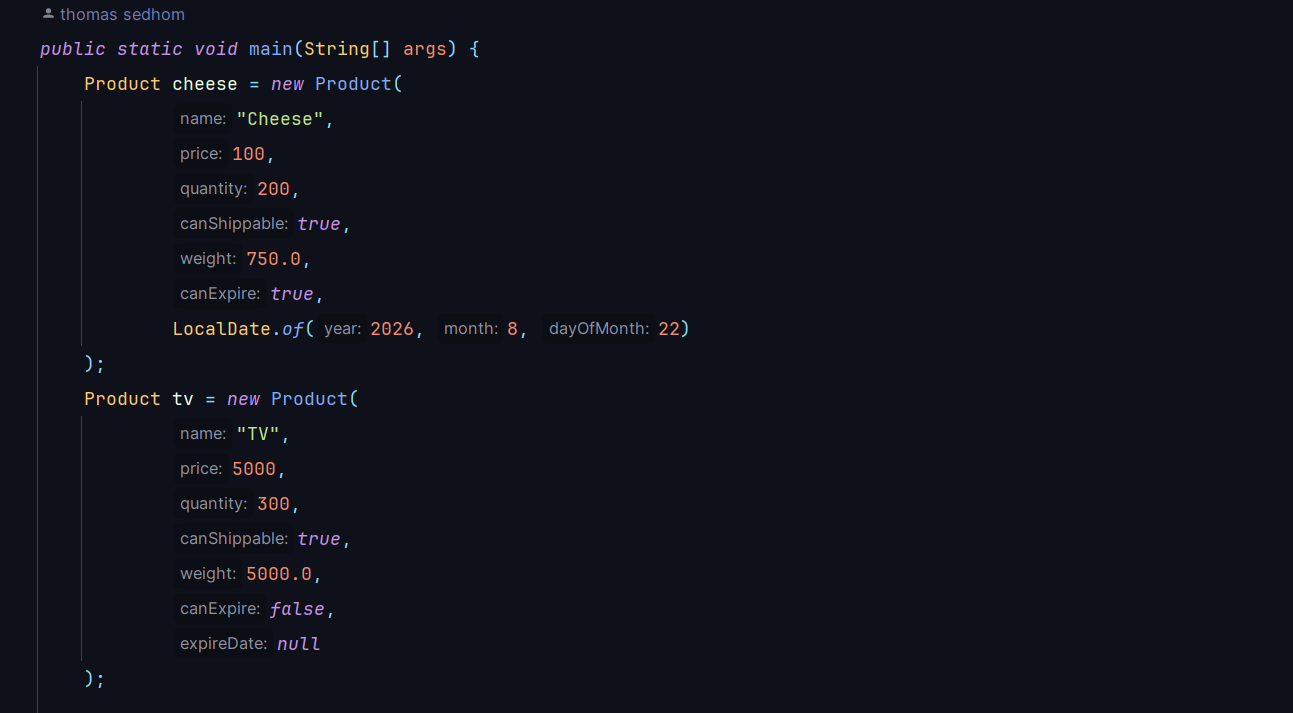 thomas sedhom
public static void main(String[] args) {
Product cheese = new Product(
name: "Cheese",
price: 100,
quantity: 200,
canShippable: true,
weight: 750.0,
canExpire: true,
LocalDate.of( year: 2026, month: 8, dayOfMonth: 22)
);
Product tv = new Product(
name: "TV",
price: 5000,
quantity: 300,
canShippable: true,
weight: 5000.0,
canExpire: false,
expireDate: null
);